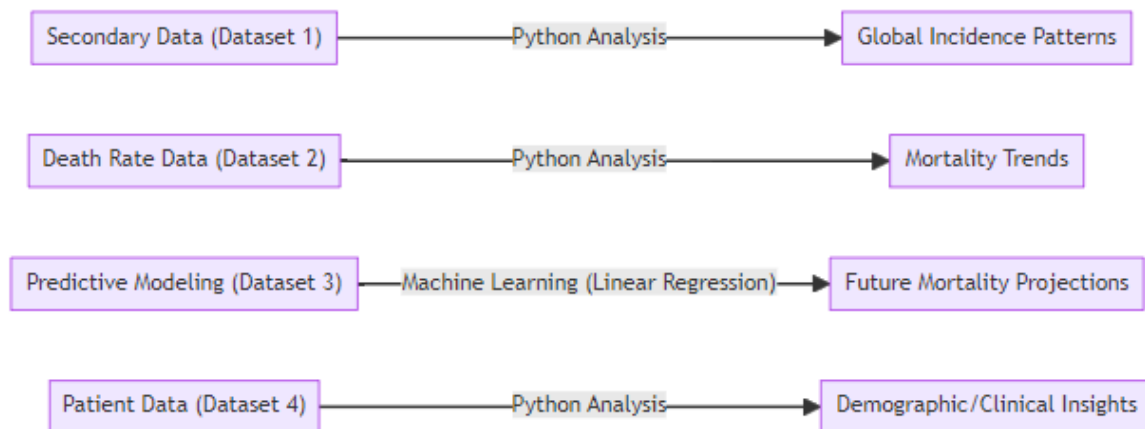 Secondary Data (Dataset 1) Python Analysis Global Incidence Patterns
Death Rate Data (Dataset 2) Python Analysis Mortality Trends
Predictive Modeling (Dataset 3) Machine Learning (Linear Regression) Future Mortality Projections
Patient Data (Dataset 4) Python Analysis Demographic/Clinical Insights